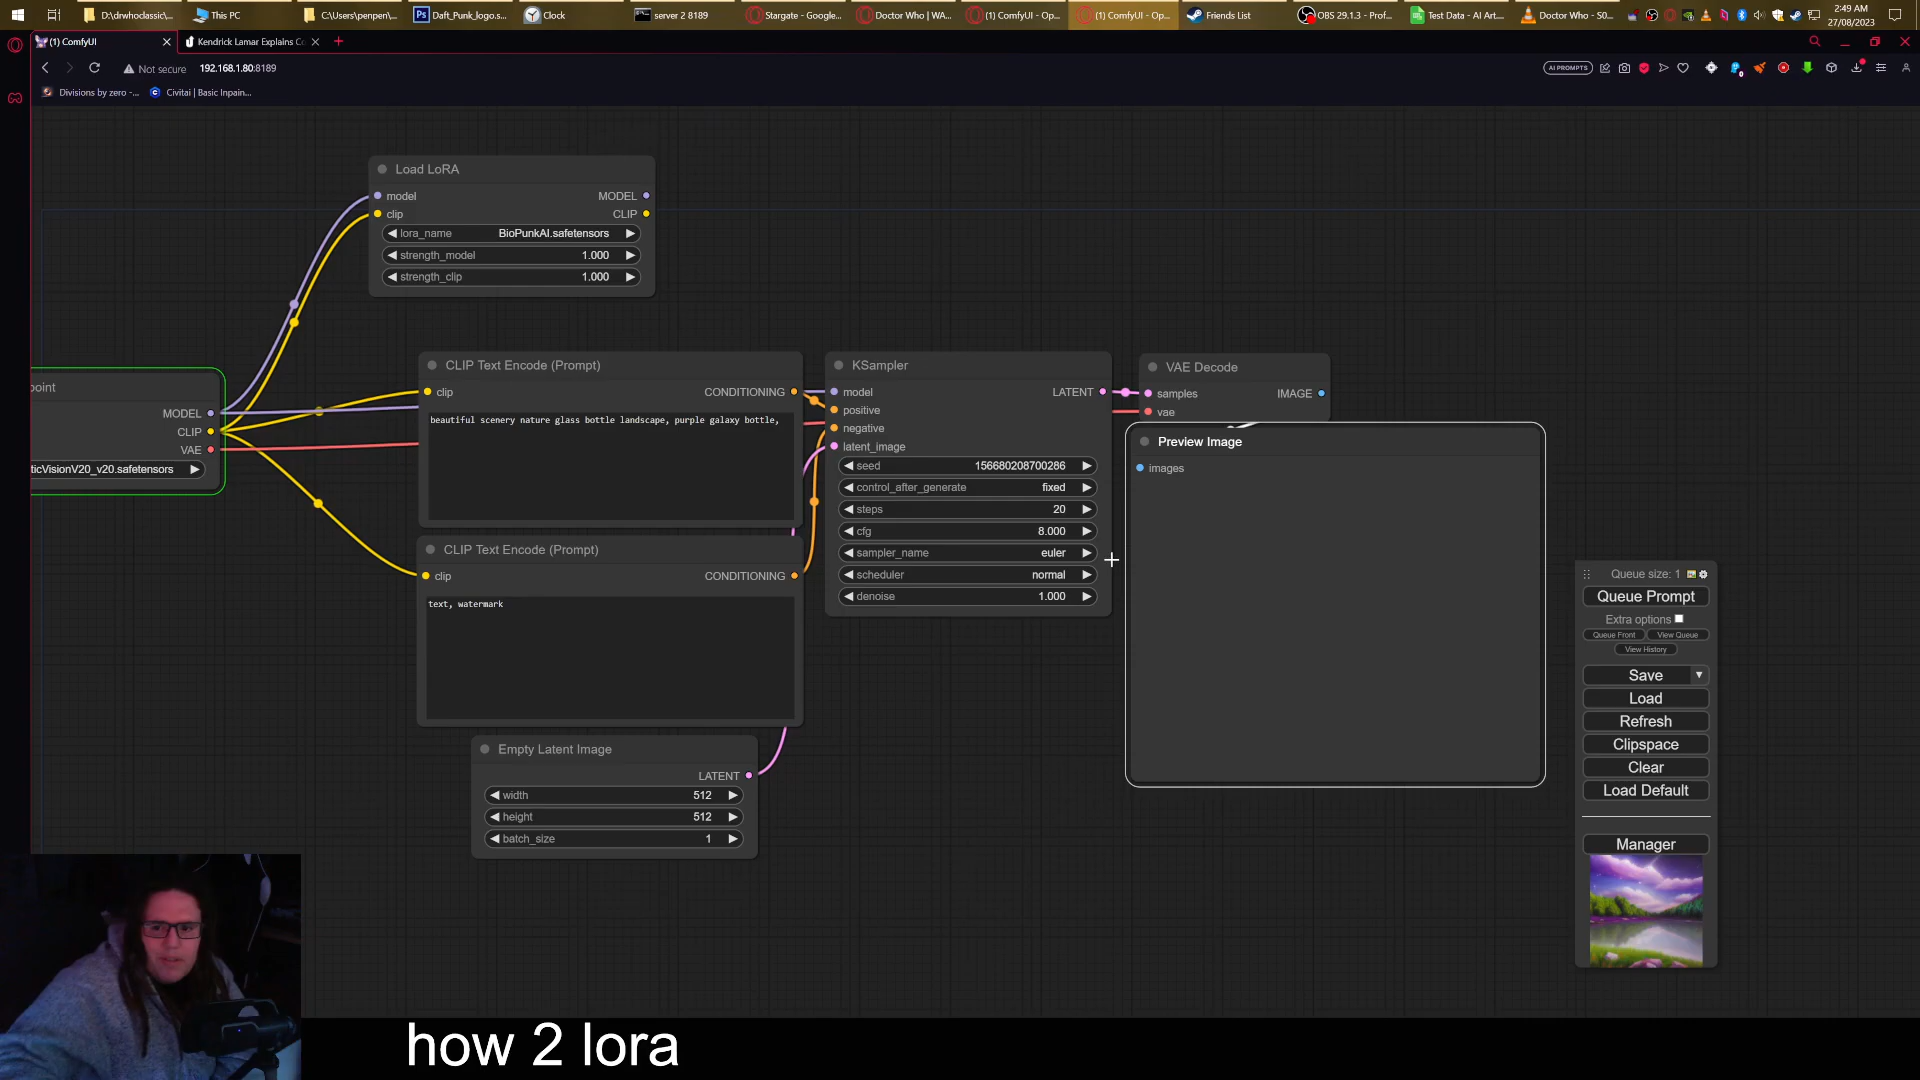 D:\drwhoclassic\...
This PC
C:\Users\penpen\...
Daft_Punk_logo.s...
Clock
server 2 8189
Stargate - Google...
Doctor Who | WA...
(1) ComfyUI - Op...
(1) ComfyUI - Op...
Friends List
OBS 29.1.3 - Prof...
Test Data - AI Art...
Doctor Who - S0...
2:49 AM
27/08/2023
(1) ComfyUI
Kendrick Lamar Explains Co
Not secure
192.168.1.80:8189
AI PROMPTS
Divisions by zero -...
Civitai | Basic Inpain...
Load LoRA
model
MODEL
clip
CLIP
lora_name
BioPunkAI.safetensors
strength_model
1.000
strength_clip
1.000
point
MODEL
CLIP
VAE
ticVisionV20_v20.safetensors
CLIP Text Encode (Prompt)
clip
CONDITIONING
beautiful scenery nature glass bottle landscape, purple galaxy bottle,
CLIP Text Encode (Prompt)
clip
CONDITIONING
text, watermark
Empty Latent Image
LATENT
width
512
height
512
batch_size
1
KSampler
model
LATENT
positive
negative
latent_image
seed
156680208700286
control_after_generate
fixed
steps
20
cfg
8.000
sampler_name
euler
scheduler
normal
denoise
1.000
VAE Decode
samples
IMAGE
vae
Preview Image
images
Queue size: 1
Queue Prompt
Extra options
Queue Front
View Queue
View History
Save
Load
Refresh
Clipspace
Clear
Load Default
Manager
how 2 lora